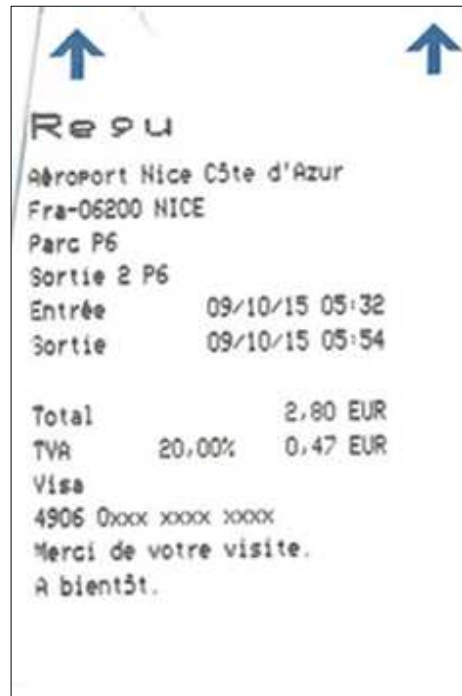 Reçu
Aéroport Nice Côte d'Azur
Fra-06200 NICE
Parc P6
Sortie 2 P6
Entrée 09/10/15 05:32
Sortie 09/10/15 05:54
Total 2,80 EUR
TVA 20,00% 0,47 EUR
Visa
4906 0xxx xxxx xxxx
Merci de votre visite.
A bientôt.